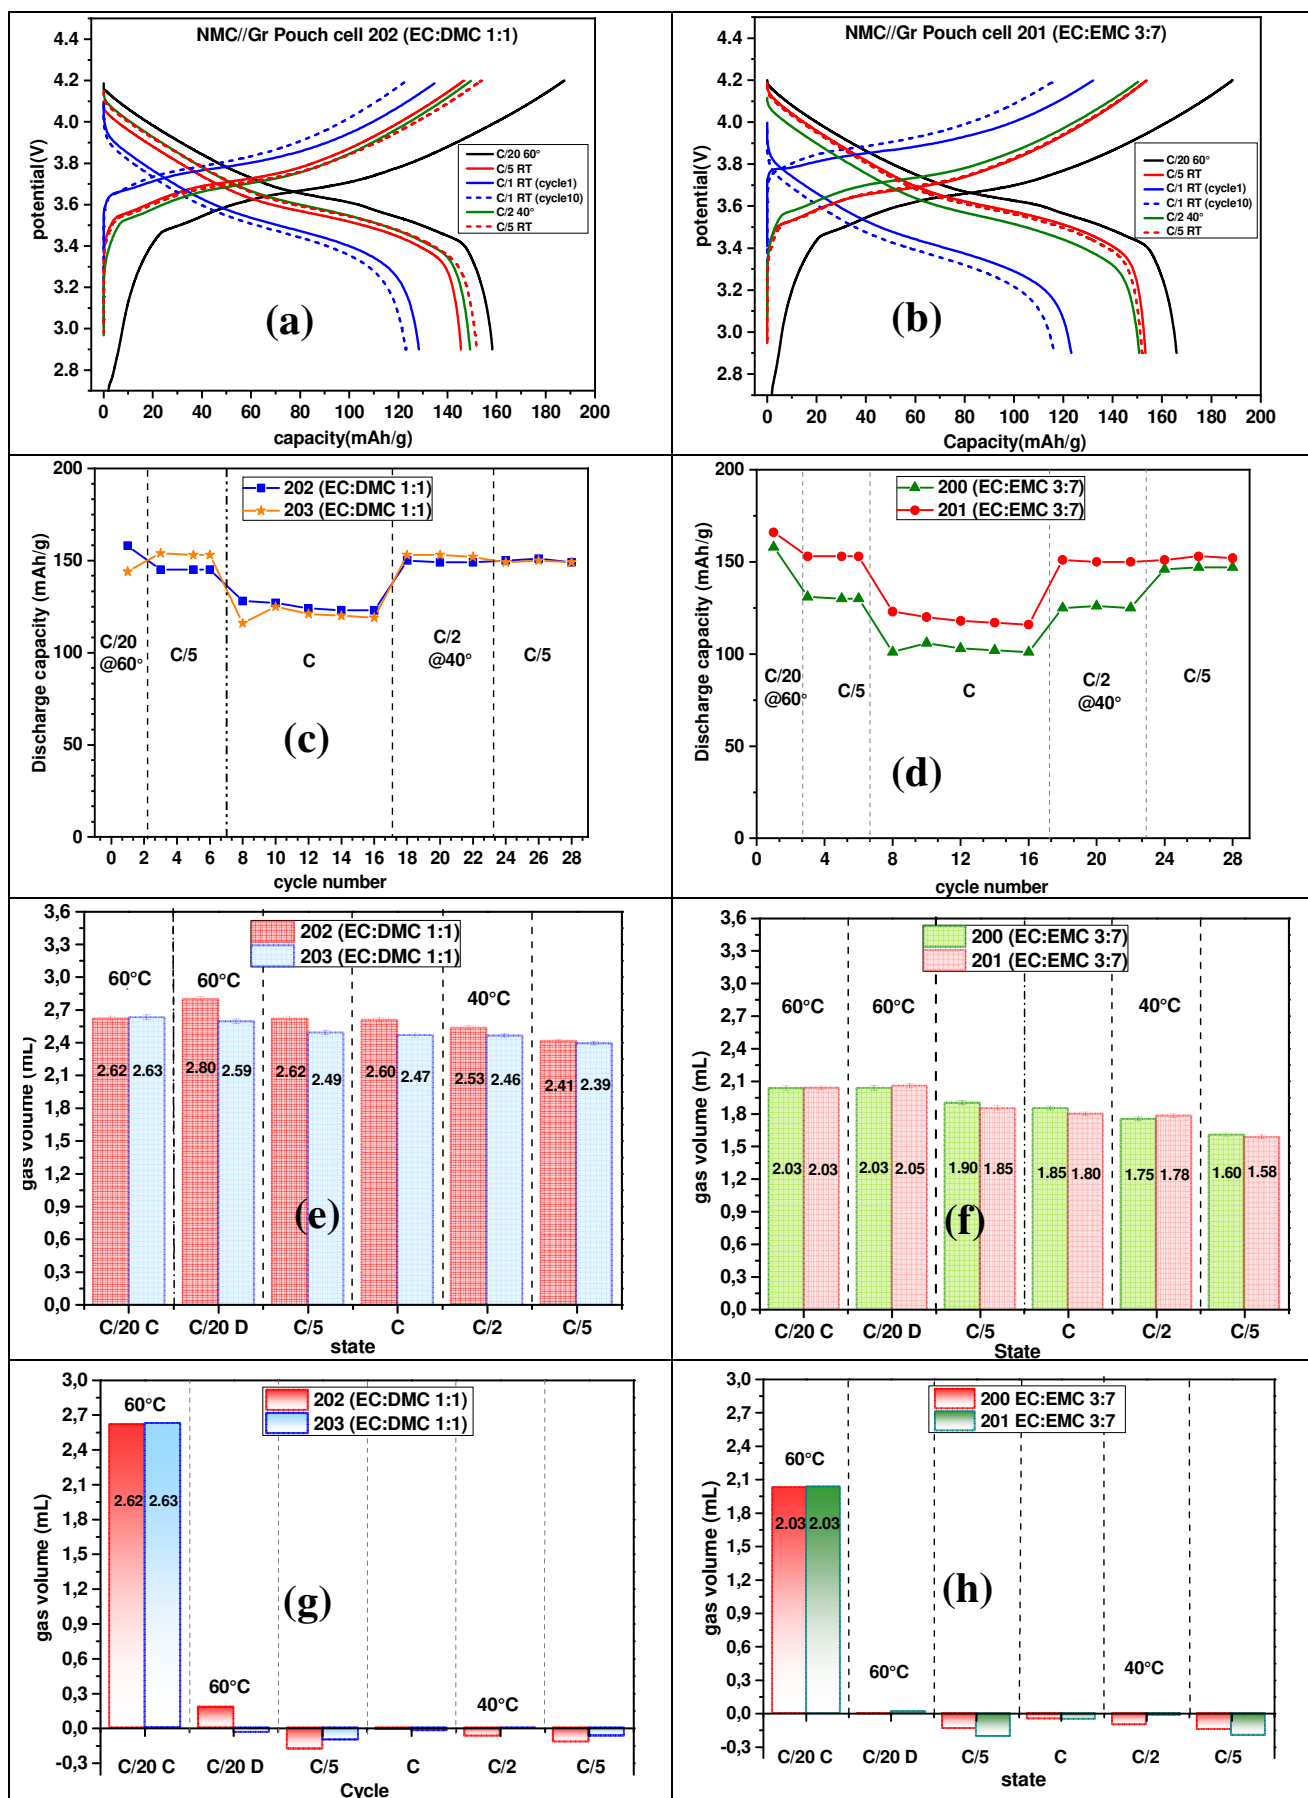 NMC//Gr Pouch cell 202 (EC:DMC 1:1)
4.4
4.2
4.0
3.8
3.6
3.4
3.2
3.0
2.8
potential(V)
C/20 60°
C/5 RT
C/1 RT (cycle1)
C/1 RT (cycle10)
C/2 40°
C/5 RT
(a)
0 20 40 60 80 100 120 140 160 180 200
capacity(mAh/g)
NMC//Gr Pouch cell 201 (EC:EMC 3:7)
4.4
4.2
4.0
3.8
3.6
3.4
3.2
3.0
2.8
potential(V)
C/20 60°
C/5 RT
C/1 RT (cycle1)
C/1 RT (cycle10)
C/2 40°
C/5 RT
(b)
0 20 40 60 80 100 120 140 160 180 200
Capacity(mAh/g)
200
150
100
50
0
Discharge capacity (mAh/g)
202 (EC:DMC 1:1)
203 (EC:DMC 1:1)
C/20
@60°
C/5
C
C/2
@40°
C/5
(c)
0 2 4 6 8 10 12 14 16 18 20 22 24 26 28
cycle number
200
150
100
50
0
Discharge capacity (mAh/g)
200 (EC:EMC 3:7)
201 (EC:EMC 3:7)
C/20
@60°
C/5
C
C/2
@40°
C/5
(d)
0 4 8 12 16 20 24 28
cycle number
3,6
3,3
3,0
2,7
2,4
2,1
1,8
1,5
1,2
0,9
0,6
0,3
0,0
gas volume (mL)
202 (EC:DMC 1:1)
203 (EC:DMC 1:1)
60°C
60°C
40°C
2.62 2.63 2.80 2.59 2.62 2.49 2.60 2.47 2.53 2.46 2.41 2.39
(e)
C/20 C C/20 D C/5 C C/2 C/5
state
3,6
3,3
3,0
2,7
2,4
2,1
1,8
1,5
1,2
0,9
0,6
0,3
0,0
gas volume (mL)
200 (EC:EMC 3:7)
201 (EC:EMC 3:7)
60°C 60°C 40°C
2.03 2.03 2.03 2.05 1.90 1.85 1.85 1.80 1.75 1.78 1.60 1.58
(f)
C/20 C C/20 D C/5 C C/2 C/5
State
3,0
2,7
2,4
2,1
1,8
1,5
1,2
0,9
0,6
0,3
0,0
-0,3
gas volume (mL)
202 (EC:DMC 1:1)
203 (EC:DMC 1:1)
60°C
2.62 2.63
(g)
60°C
40°C
C/20 C C/20 D C/5 C C/2 C/5
Cycle
3,0
2,7
2,4
2,1
1,8
1,5
1,2
0,9
0,6
0,3
0,0
-0,3
gas volume (mL)
200 EC:EMC 3:7
201 EC:EMC 3:7
60°C
2.03 2.03
(h)
60°C
40°C
C/20 C C/20 D C/5 C C/2 C/5
state